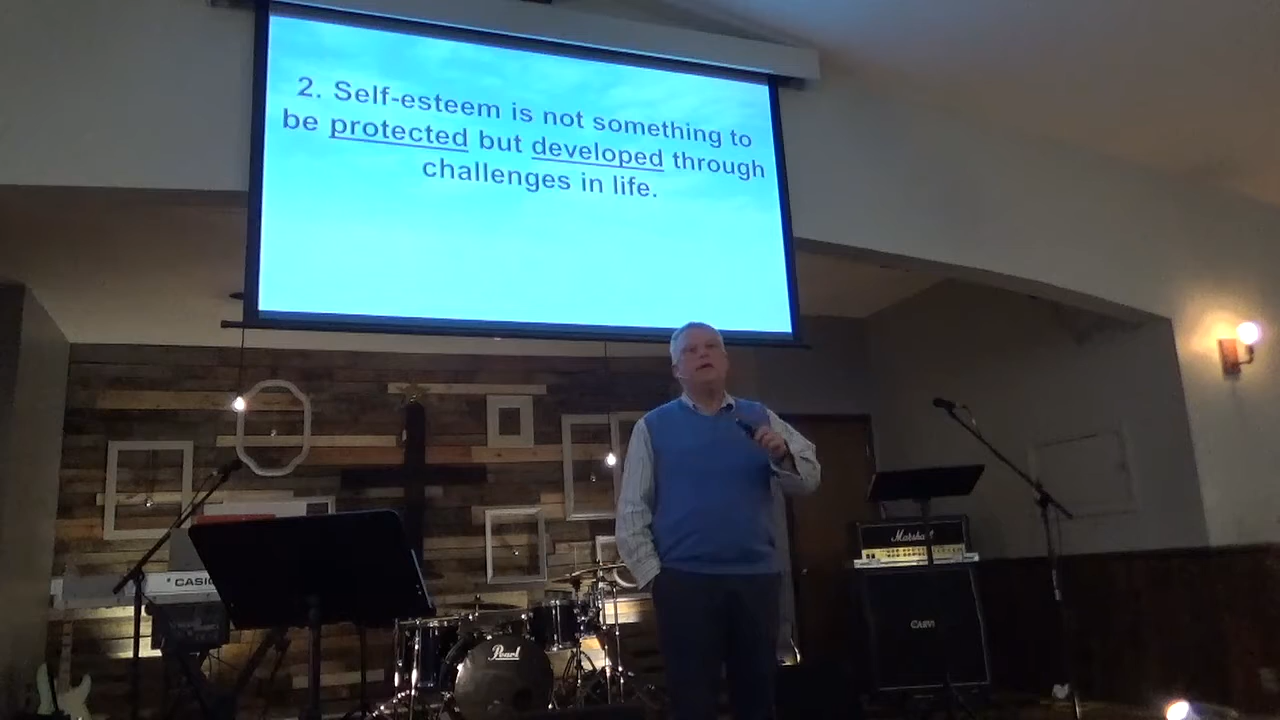 2. Self-esteem is not something to
be protected but developed through
challenges in life.
CASIO
Pearl
Marshall
CARVIN